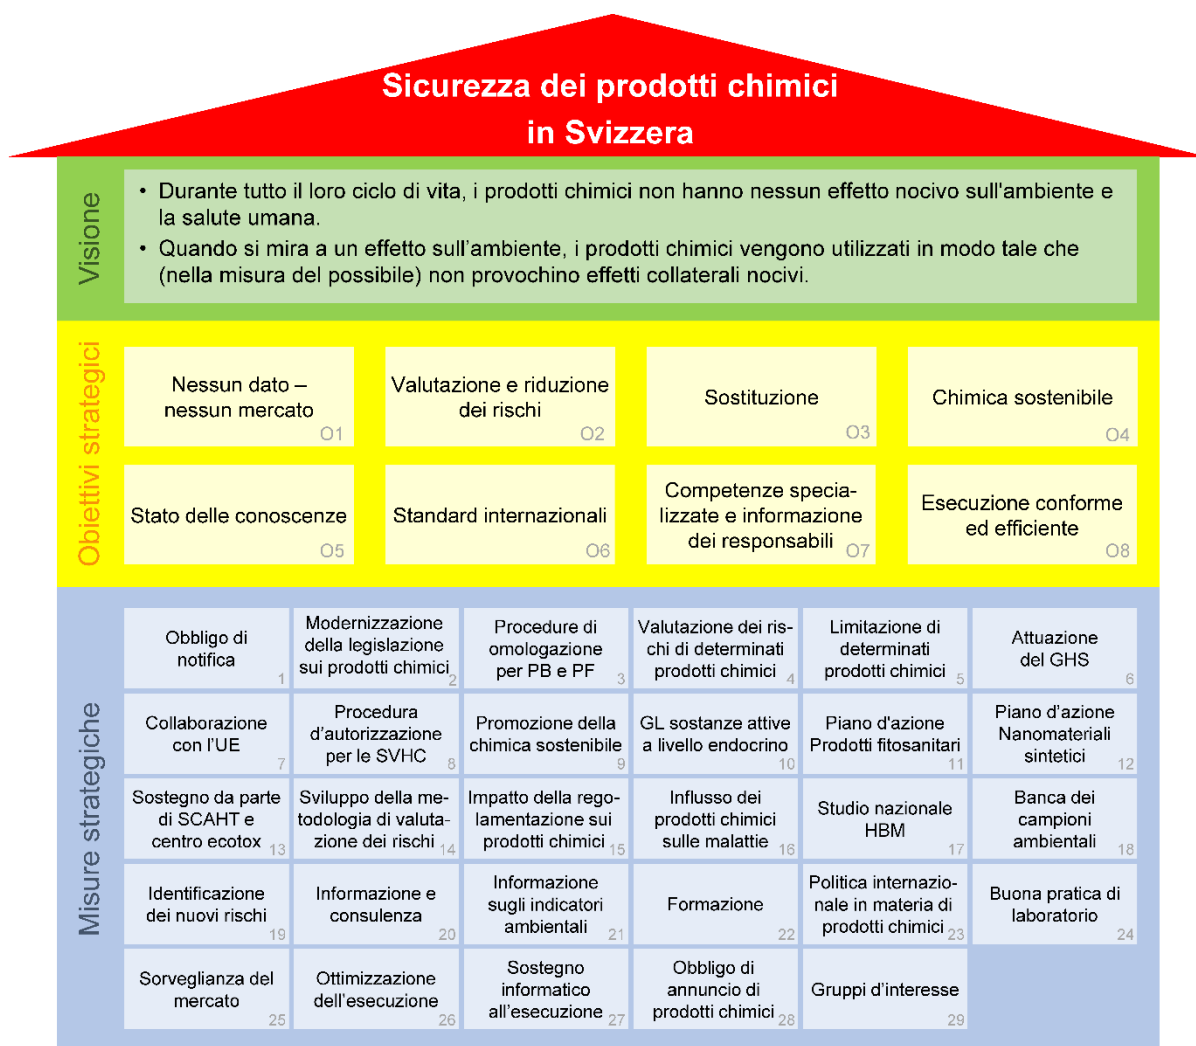 Sicurezza dei prodotti chimici
in Svizzera
Visione
• Durante tutto il loro ciclo di vita, i prodotti chimici non hanno nessun effetto nocivo sull'ambiente e
la salute umana.
• Quando si mira a un effetto sull’ambiente, i prodotti chimici vengono utilizzati in modo tale che
(nella misura del possibile) non provochino effetti collaterali nocivi.
Obiettivi strategici
Nessun dato –
nessun mercato
O1
Valutazione e riduzione
dei rischi
O2
Sostituzione
O3
Chimica sostenibile
O4
Stato delle conoscenze
O5
Standard internazionali
O6
Competenze specia-
lizzate e informazione
dei responsabili
O7
Esecuzione conforme
ed efficiente
O8
Misure strategiche
Obbligo di
notifica
1
Modernizzazione
della legislazione
sui prodotti chimici
2
Procedure di
omologazione
per PB e PF
3
Valutazione dei ris-
chi di determinati
prodotti chimici
4
Limitazione di
determinati
prodotti chimici
5
Attuazione
del GHS
6
Collaborazione
con l’UE
7
Procedura
d’autorizzazione
per le SVHC
8
Promozione della
chimica sostenibile
9
GL sostanze attive
a livello endocrino
10
Piano d'azione
Prodotti fitosanitari
11
Piano d’azione
Nanomateriali
sintetici
12
Sostegno da parte
di SCAHT e
centro ecotox
13
Sviluppo della me-
todologia di valuta-
zione dei rischi
14
Impatto della rego-
lamentazione sui
prodotti chimici
15
Influsso dei
prodotti chimici
sulle malattie
16
Studio nazionale
HBM
17
Banca dei
campioni
ambientali
18
Identificazione
dei nuovi rischi
19
Informazione e
consulenza
20
Informazione
sugli indicatori
ambientali
21
Formazione
22
Politica internazio-
nale in materia di
prodotti chimici
23
Buona pratica di
laboratorio
24
Sorveglianza del
mercato
25
Ottimizzazione
dell’esecuzione
26
Sostegno
informatico
all’esecuzione
27
Obbligo di
annuncio di
prodotti chimici
28
Gruppi d’interesse
29